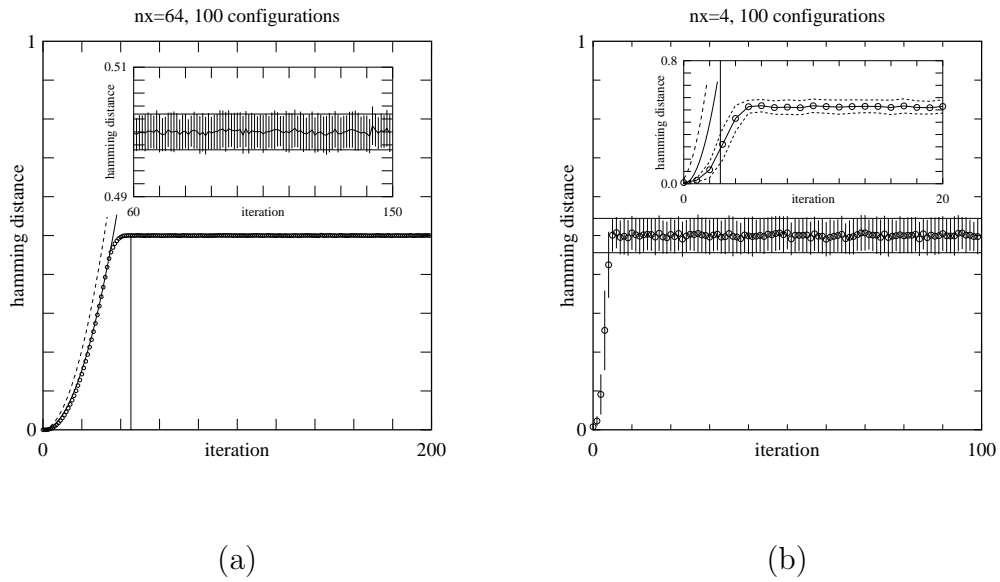 nx=64, 100 configurations
1
hamming distance
0
0
iteration
200
0.51
hamming distance
0.49
60
iteration
150
(a)
nx=4, 100 configurations
1
hamming distance
0
0
iteration
100
0.8
hamming distance
0.0
0
iteration
20
(b)